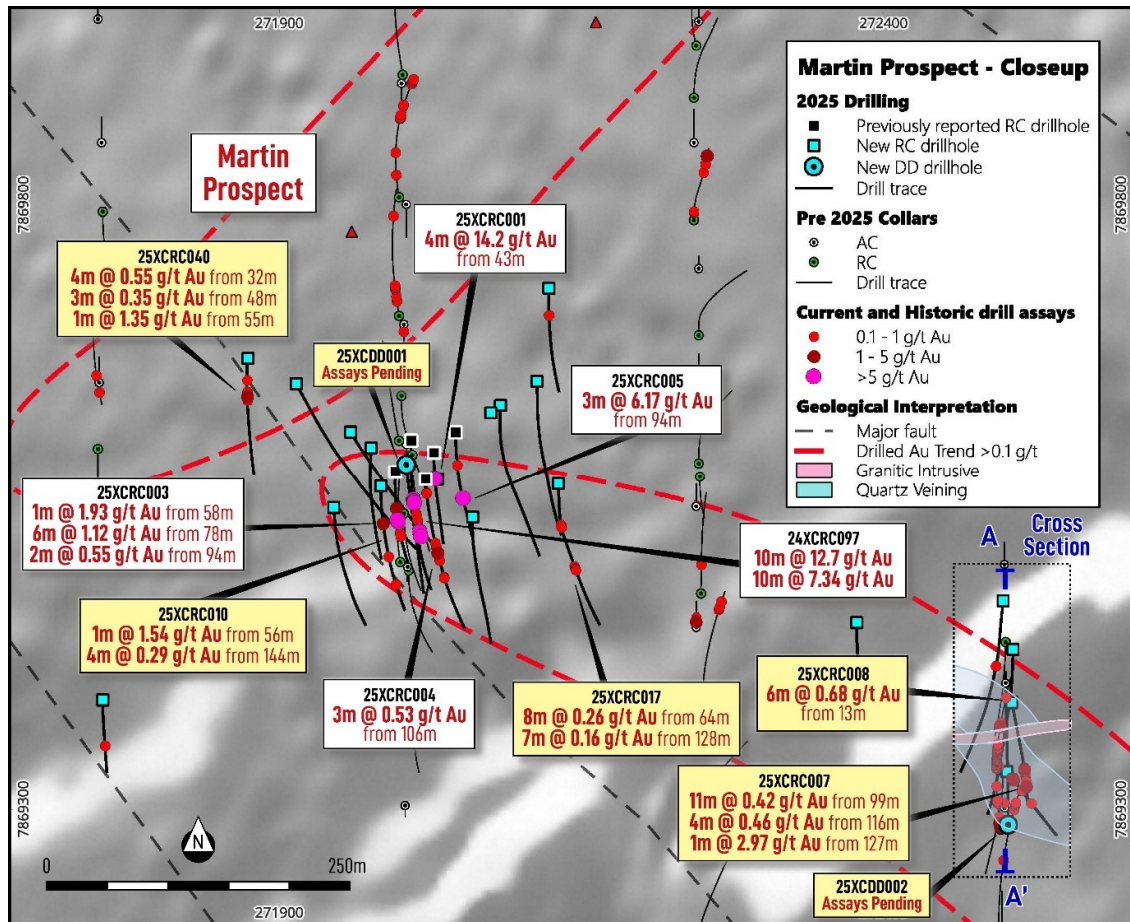 271900
272400
7869800
7869800
Martin
Prospect
25XCRC001
4m @ 14.2 g/t Au
from 43m
25XCRC040
4m @ 0.55 g/t Au from 32m
3m @ 0.35 g/t Au from 48m
1m @ 1.35 g/t Au from 55m
25XCDD001
Assays Pending
25XCRC005
3m @ 6.17 g/t Au
from 94m
Martin Prospect - Closeup
2025 Drilling
Previously reported RC drillhole
New RC drillhole
New DD drillhole
Drill trace
Pre 2025 Collars
AC
RC
Drill trace
Current and Historic drill assays
0.1 - 1 g/t Au
1 - 5 g/t Au
>5 g/t Au
Geological Interpretation
Major fault
Drilled Au Trend >0.1 g/t
Granitic Intrusive
Quartz Veining
25XCRC003
1m @ 1.93 g/t Au from 58m
6m @ 1.12 g/t Au from 78m
2m @ 0.55 g/t Au from 94m
24XCRC097
10m @ 12.7 g/t Au
10m @ 7.34 g/t Au
A
Cross
Section
25XCRC010
1m @ 1.54 g/t Au from 56m
4m @ 0.29 g/t Au from 144m
25XCRC004
3m @ 0.53 g/t Au
from 106m
25XCRC017
8m @ 0.26 g/t Au from 64m
7m @ 0.16 g/t Au from 128m
25XCRC008
6m @ 0.68 g/t Au
from 13m
25XCRC007
11m @ 0.42 g/t Au from 99m
4m @ 0.46 g/t Au from 116m
1m @ 2.97 g/t Au from 127m
25XCDD002
Assays Pending
A'
7869300
7869300
N
0
250m
271900